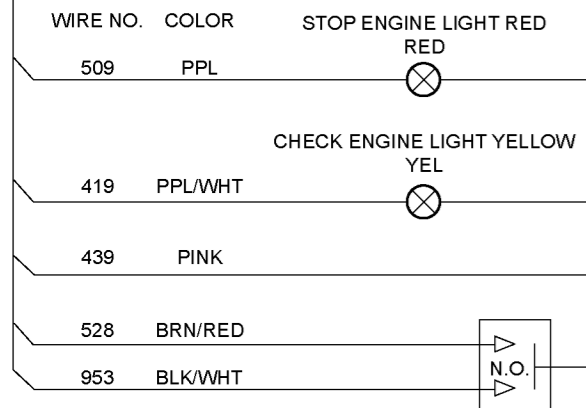 WIRE NO. COLOR STOP ENGINE LIGHT RED
RED
509 PPL
CHECK ENGINE LIGHT YELLOW
YEL
419 PPL/WHT
439 PINK
528 BRN/RED
N.O.
953 BLK/WHT